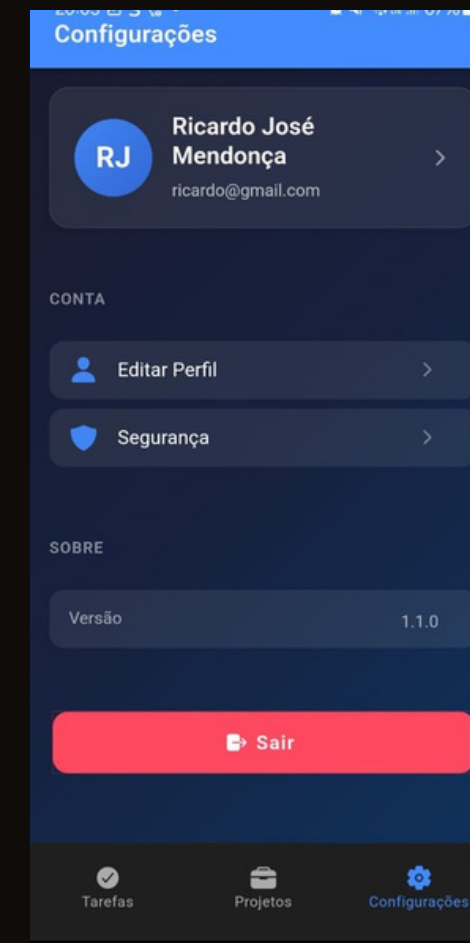 Configurações
RJ
Ricardo José
Mendonça
ricardo@gmail.com
CONTA
Editar Perfil
Segurança
SOBRE
Versão
1.1.0
Sair
Tarefas
Projetos
Configurações